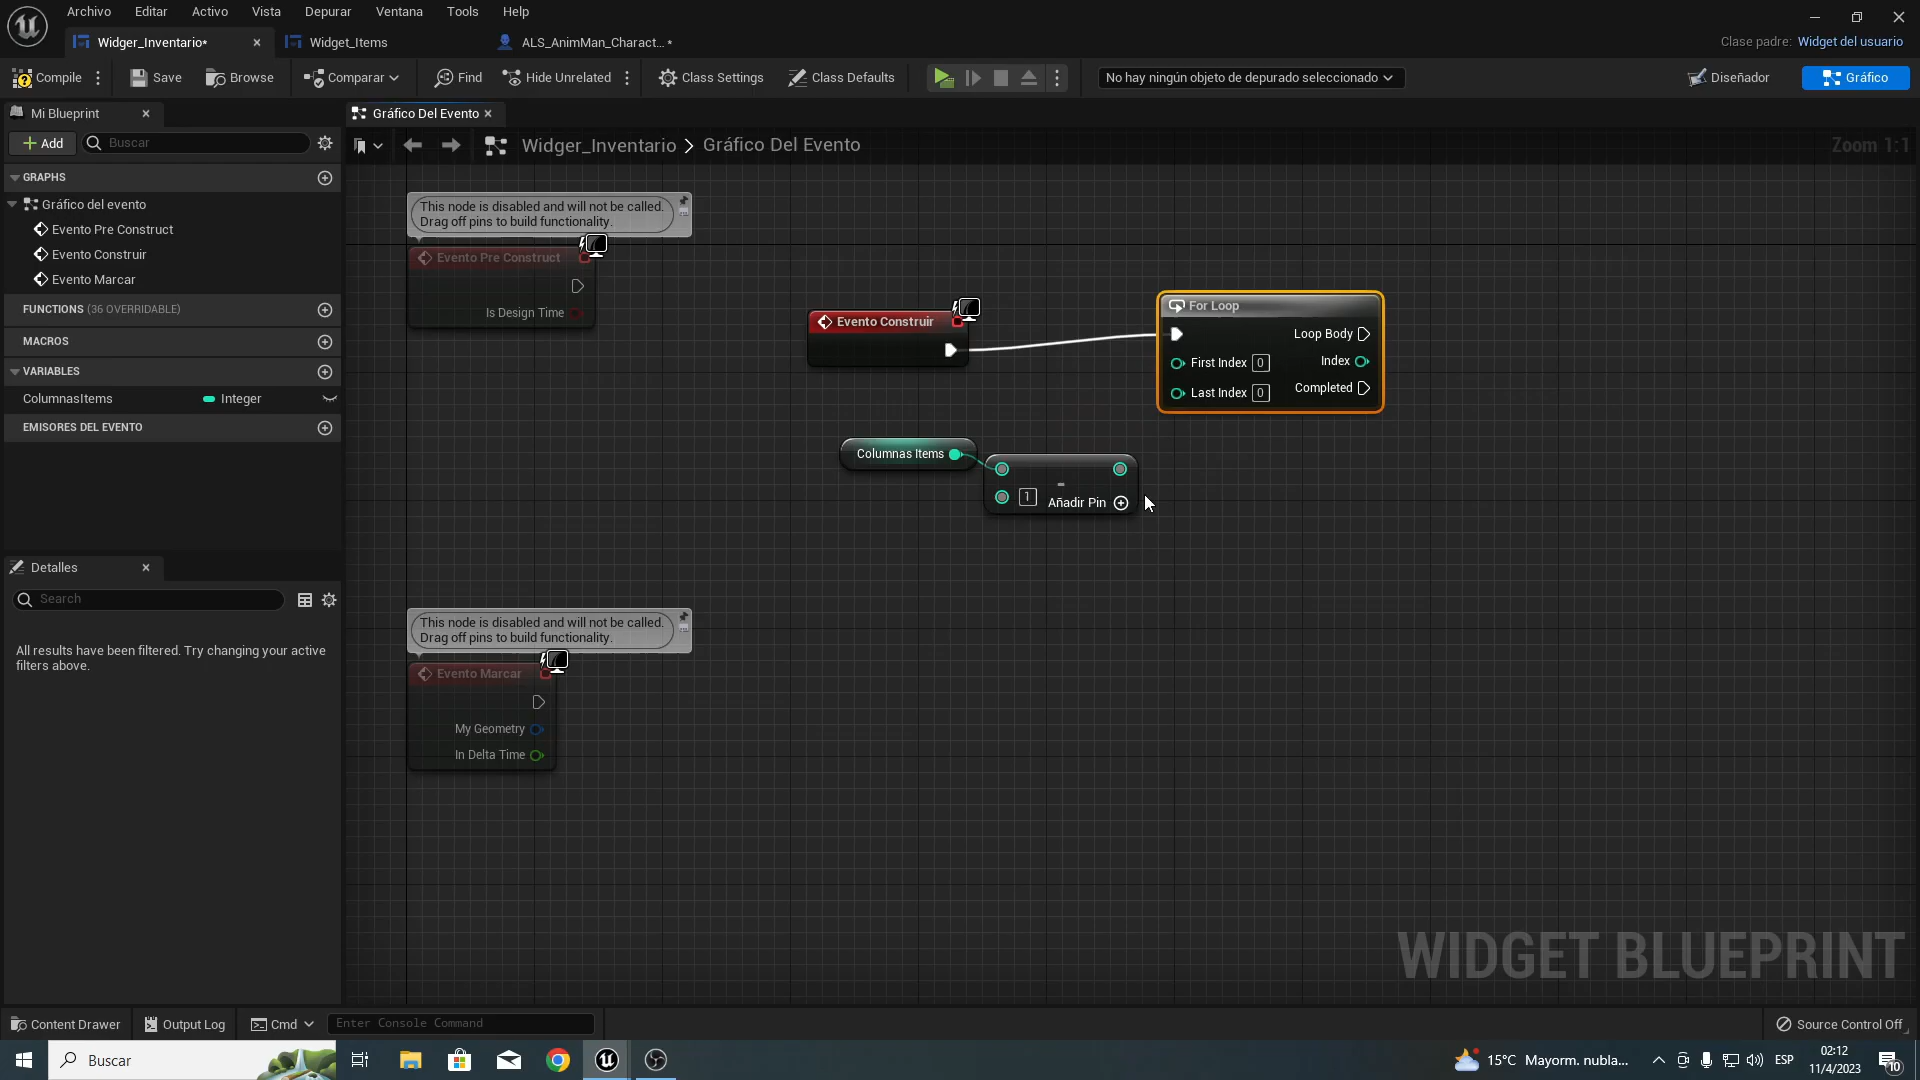 Archivo Editar Activo Vista Depurar Ventana Tools Help
Widger_Inventario* Widget_Items ALS_AnimMan_Charact... *
Clase padre: Widget del usuario
Compile Save Browse Comparar Find Hide Unrelated Class Settings Class Defaults No hay ningún objeto de depurado seleccionado Diseñador Gráfico
Mi Blueprint
Gráfico Del Evento
Add Buscar
Widger_Inventario > Gráfico Del Evento
Zoom 1:1
GRAPHS
Gráfico del evento
Evento Pre Construct
Evento Construir
Evento Marcar
FUNCTIONS (36 OVERRIDABLE)
MACROS
VARIABLES
ColumnasItems Integer
EMISORES DEL EVENTO
Detalles
Search
All results have been filtered. Try changing your active
filters above.
This node is disabled and will not be called.
Drag off pins to build functionality.
Evento Pre Construct
Is Design Time
Evento Construir
For Loop
Loop Body
First Index 0
Index
Last Index 0
Completed
Columnas Items
-
1 Añadir Pin
This node is disabled and will not be called.
Drag off pins to build functionality.
Evento Marcar
My Geometry
In Delta Time
WIDGET BLUEPRINT
Content Drawer Output Log Cmd Enter Console Command Source Control Off
Buscar
15°C Mayorm. nubla... ESP
02:12
11/4/2023
10